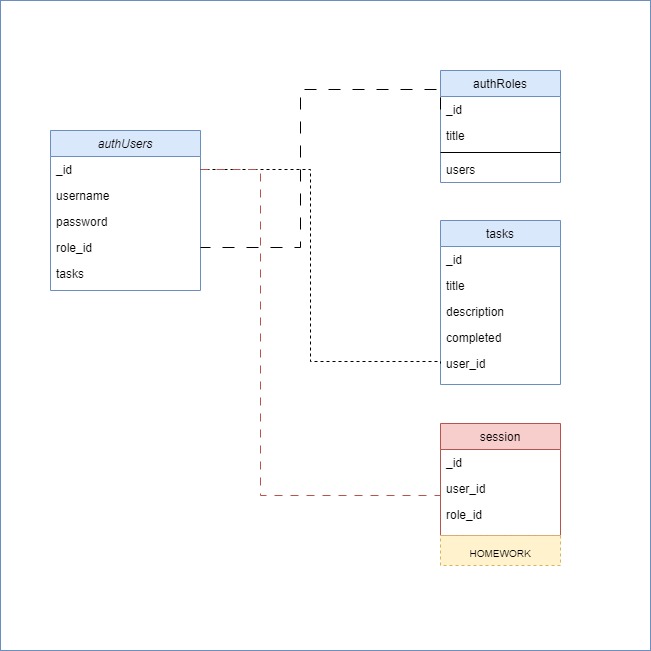 authUsers
_id
username
password
role_id
tasks
authRoles
_id
title
users
tasks
_id
title
description
completed
user_id
session
_id
user_id
role_id
HOMEWORK